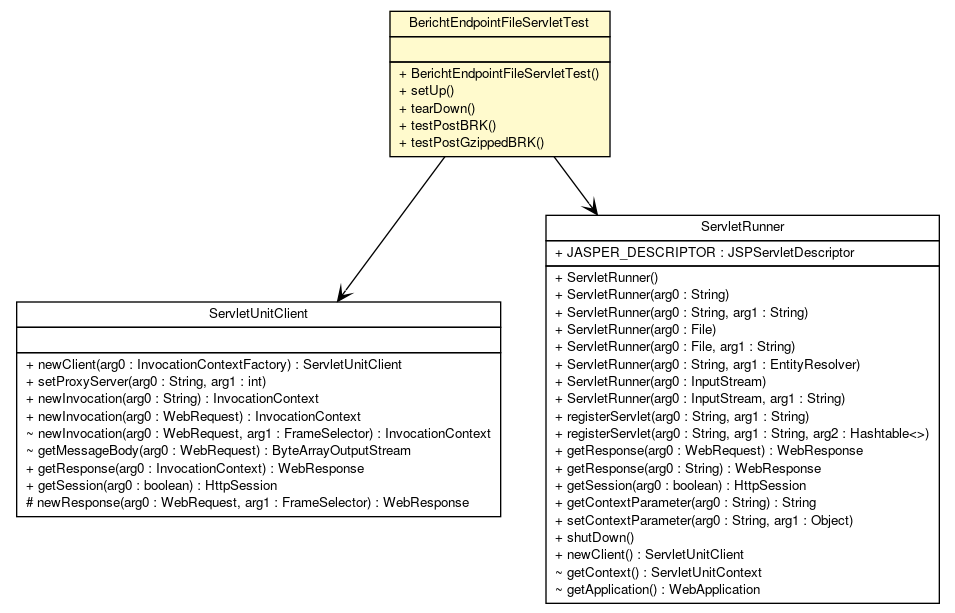 BerichtEndpointFileServletTest
+ BerichtEndpointFileServletTest()
+ setUp()
+ tearDown()
+ testPostBRK()
+ testPostGzippedBRK()
ServletUnitClient
+ newClient(arg0 : InvocationContextFactory) : ServletUnitClient
+ setProxyServer(arg0 : String, arg1 : int)
+ newInvocation(arg0 : String) : InvocationContext
+ newInvocation(arg0 : WebRequest) : InvocationContext
~ newInvocation(arg0 : WebRequest, arg1 : FrameSelector) : InvocationContext
~ getMessageBody(arg0 : WebRequest) : ByteArrayOutputStream
+ getResponse(arg0 : InvocationContext) : WebResponse
+ getSession(arg0 : boolean) : HttpSession
# newResponse(arg0 : WebRequest, arg1 : FrameSelector) : WebResponse
ServletRunner
+ JASPER_DESCRIPTOR : JSPServletDescriptor
+ ServletRunner()
+ ServletRunner(arg0 : String)
+ ServletRunner(arg0 : String, arg1 : String)
+ ServletRunner(arg0 : File)
+ ServletRunner(arg0 : File, arg1 : String)
+ ServletRunner(arg0 : String, arg1 : EntityResolver)
+ ServletRunner(arg0 : InputStream)
+ ServletRunner(arg0 : InputStream, arg1 : String)
+ registerServlet(arg0 : String, arg1 : String)
+ registerServlet(arg0 : String, arg1 : String, arg2 : Hashtable<>)
+ getResponse(arg0 : WebRequest) : WebResponse
+ getResponse(arg0 : String) : WebResponse
+ getSession(arg0 : boolean) : HttpSession
+ getContextParameter(arg0 : String) : String
+ setContextParameter(arg0 : String, arg1 : Object)
+ shutDown()
+ newClient() : ServletUnitClient
~ getContext() : ServletUnitContext
~ getApplication() : WebApplication